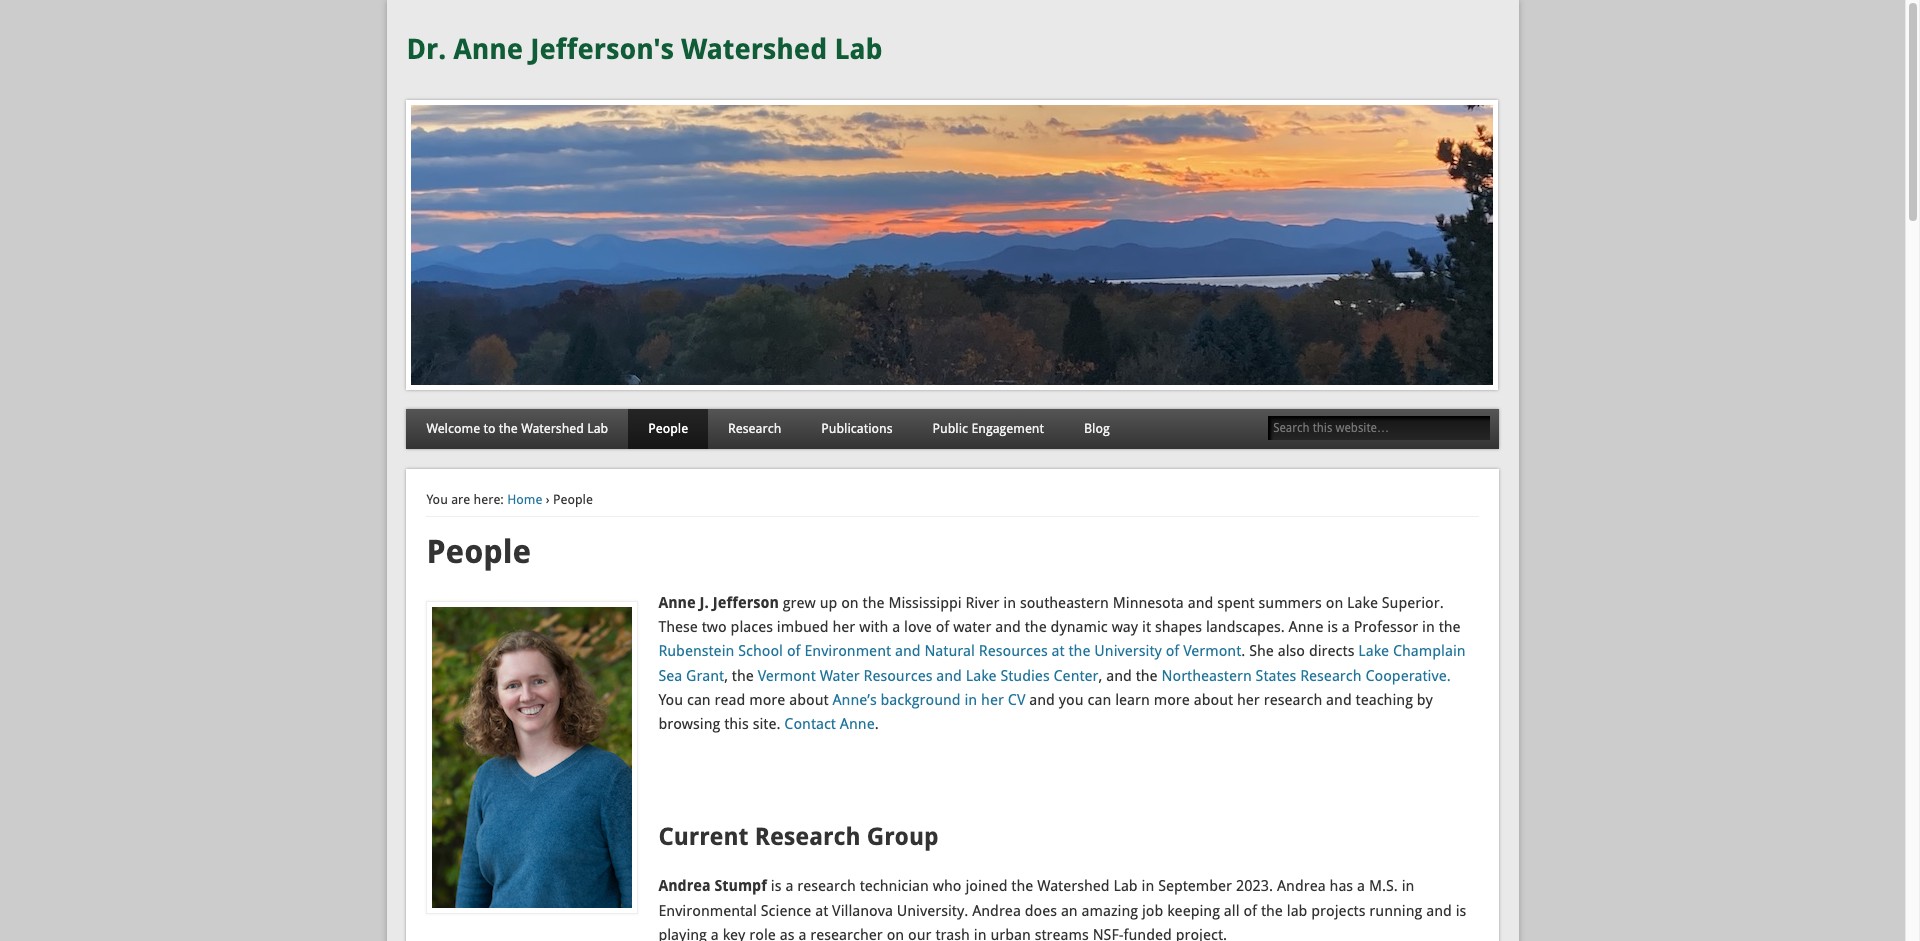 Dr. Anne Jefferson's Watershed Lab
Welcome to the Watershed Lab People Research Publications Public Engagement Blog Search this website…
You are here: Home › People
People
Anne J. Jefferson grew up on the Mississippi River in southeastern Minnesota and spent summers on Lake Superior.
These two places imbued her with a love of water and the dynamic way it shapes landscapes. Anne is a Professor in the
Rubenstein School of Environment and Natural Resources at the University of Vermont. She also directs Lake Champlain
Sea Grant, the Vermont Water Resources and Lake Studies Center, and the Northeastern States Research Cooperative.
You can read more about Anne’s background in her CV and you can learn more about her research and teaching by
browsing this site. Contact Anne.
Current Research Group
Andrea Stumpf is a research technician who joined the Watershed Lab in September 2023. Andrea has a M.S. in
Environmental Science at Villanova University. Andrea does an amazing job keeping all of the lab projects running and is
playing a key role as a researcher on our trash in urban streams NSF-funded project.